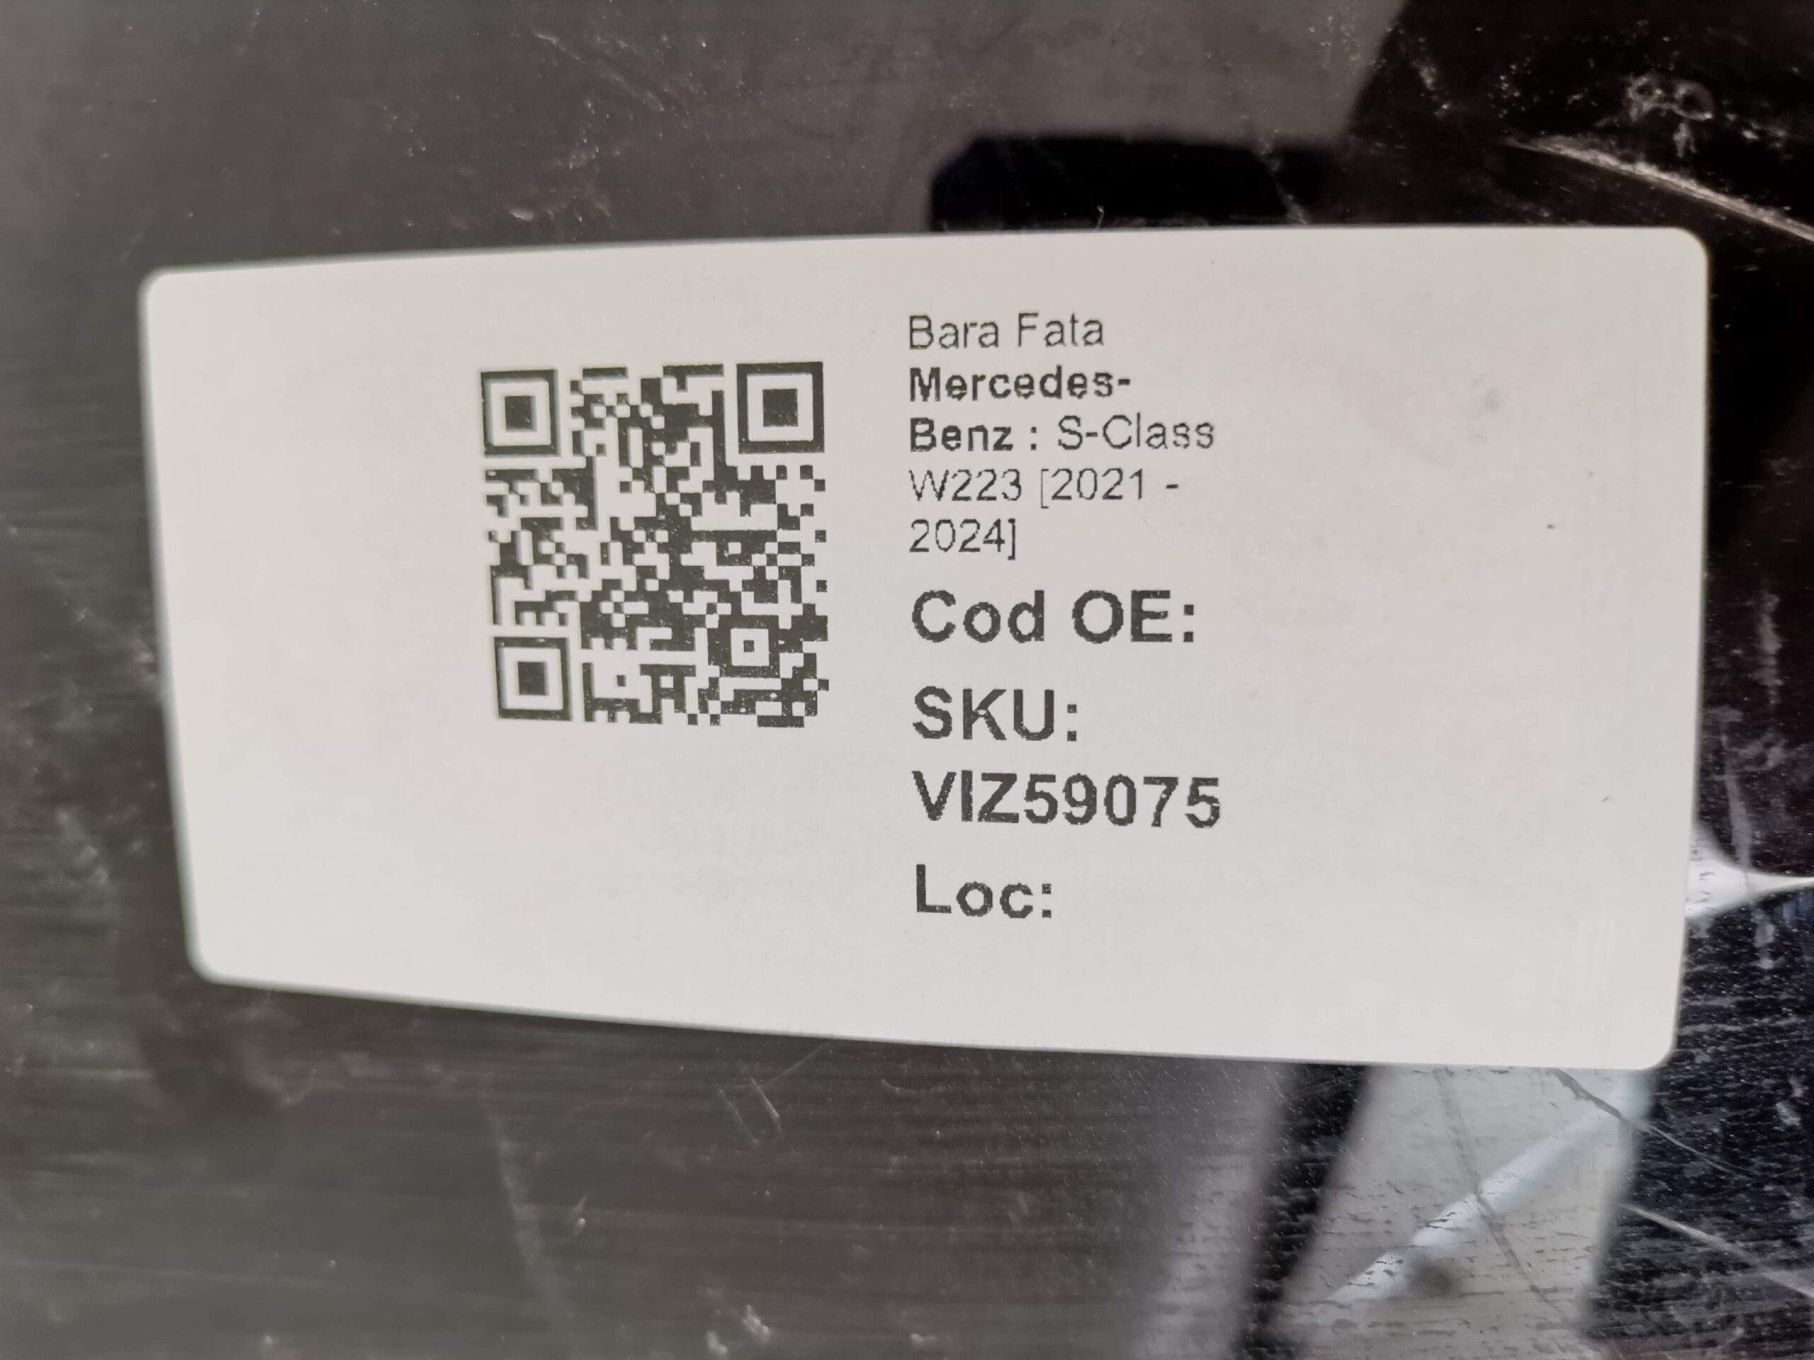 Bara Fata
Mercedes-
Benz : S-Class
W223 [2021 -
2024]
Cod OE:
SKU:
VIZ59075
Loc: